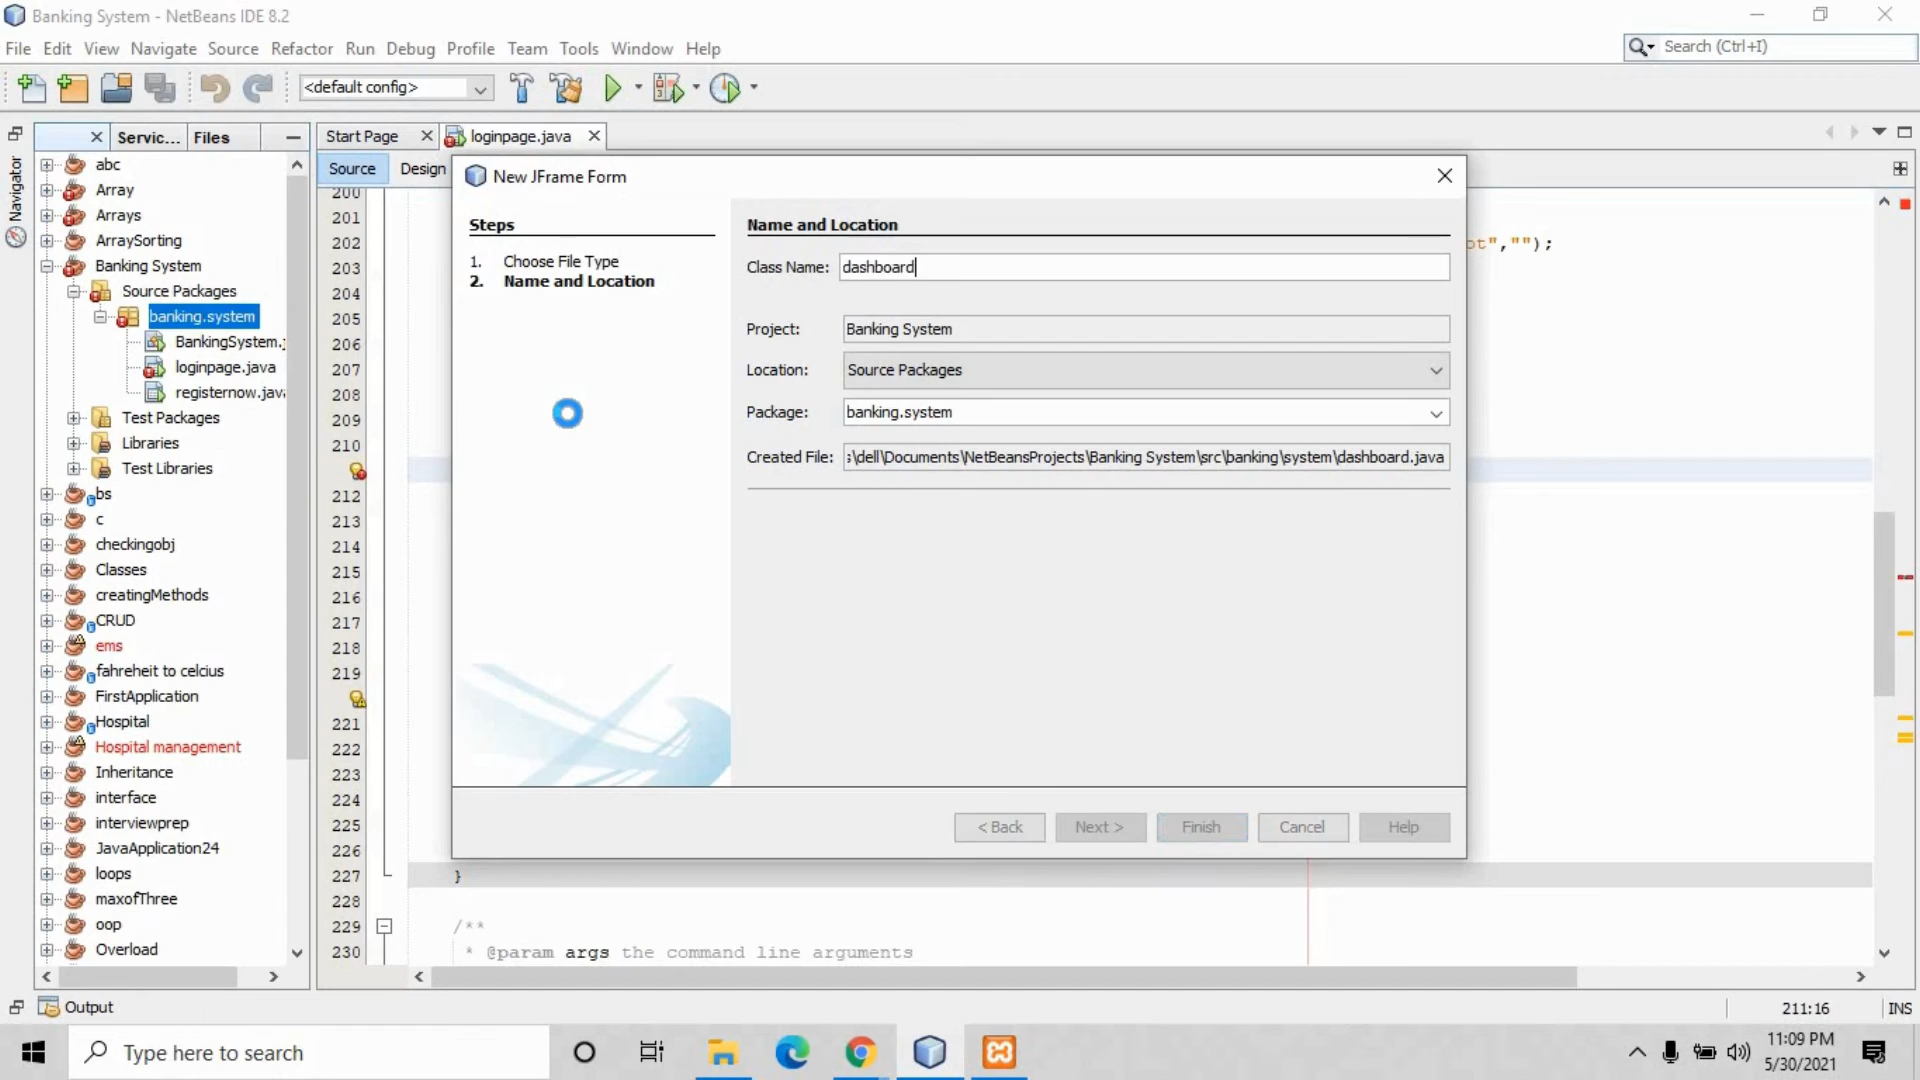 Banking System - NetBeans IDE 8.2
File Edit View Navigate Source Refactor Run Debug Profile Team Tools Window Help
Search (Ctrl+I)
<default config>
Servic... Files
Start Page
loginpage.java
Source Design
Navigator
abc
Array
Arrays
ArraySorting
Banking System
Source Packages
banking.system
BankingSystem.j
loginpage.java
registernow.java
Test Packages
Libraries
Test Libraries
bs
c
checkingobj
Classes
creatingMethods
CRUD
ems
fahreheit to celcius
FirstApplication
Hospital
Hospital management
Inheritance
interface
interviewprep
JavaApplication24
loops
maxofThree
oop
Overload
200
201
202
203
204
205
206
207
208
209
210
212
213
214
215
216
217
218
219
221
222
223
224
225
226
227 }
228
229 /**
230 * @param args the command line arguments
ot","");
New JFrame Form
Steps
1. Choose File Type
2. Name and Location
Name and Location
Class Name: dashboard
Project: Banking System
Location: Source Packages
Package: banking.system
Created File: s\dell\Documents\NetBeansProjects\Banking System\src\banking\system\dashboard.java
< Back Next > Finish Cancel Help
Output
211:16 INS
Type here to search
11:09 PM
5/30/2021